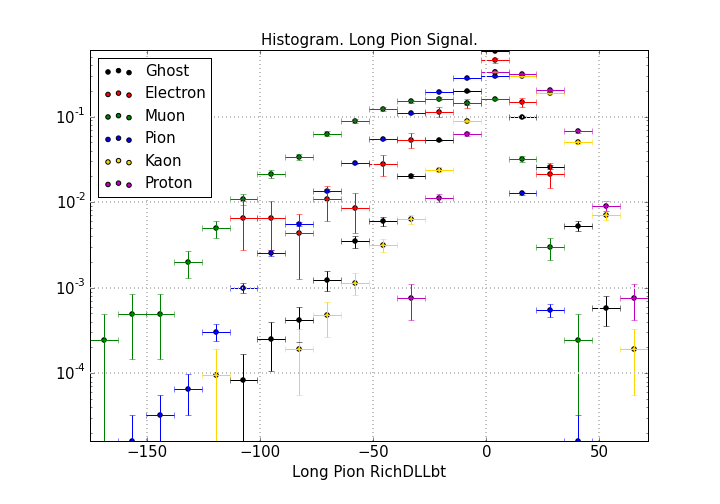 Histogram. Long Pion Signal.
Ghost
Electron
Muon
Pion
Kaon
Proton
10^-1
10^-2
10^-3
10^-4
−150 −100 −50 0 50
Long Pion RichDLLbt